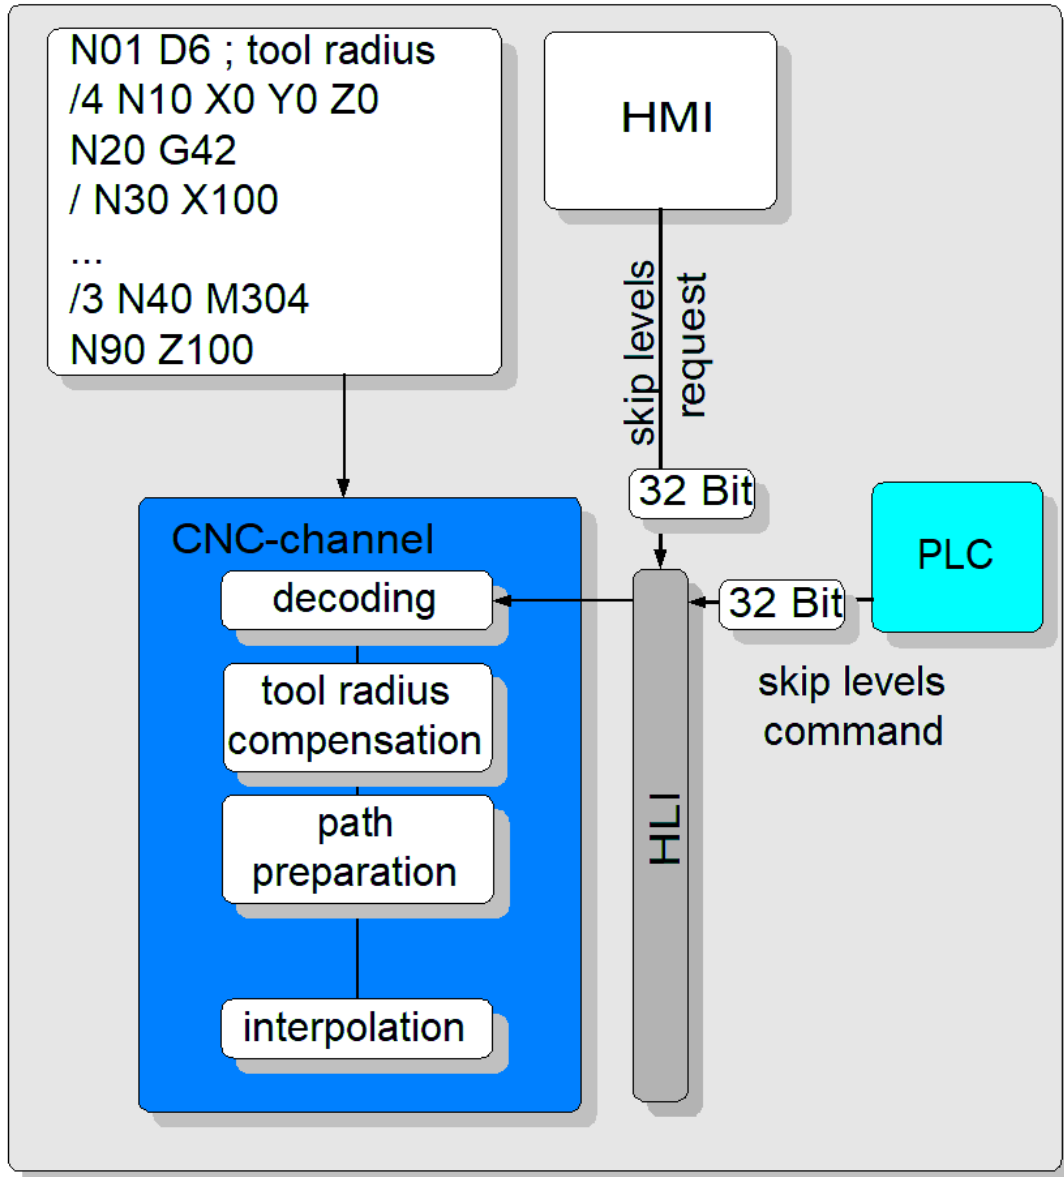 N01 D6 ; tool radius
/4 N10 X0 Y0 Z0
N20 G42
/ N30 X100
...
/3 N40 M304
N90 Z100
HMI
skip levels
request
32 Bit
PLC
32 Bit
skip levels
command
HLI
CNC-channel
decoding
tool radius
compensation
path
preparation
interpolation